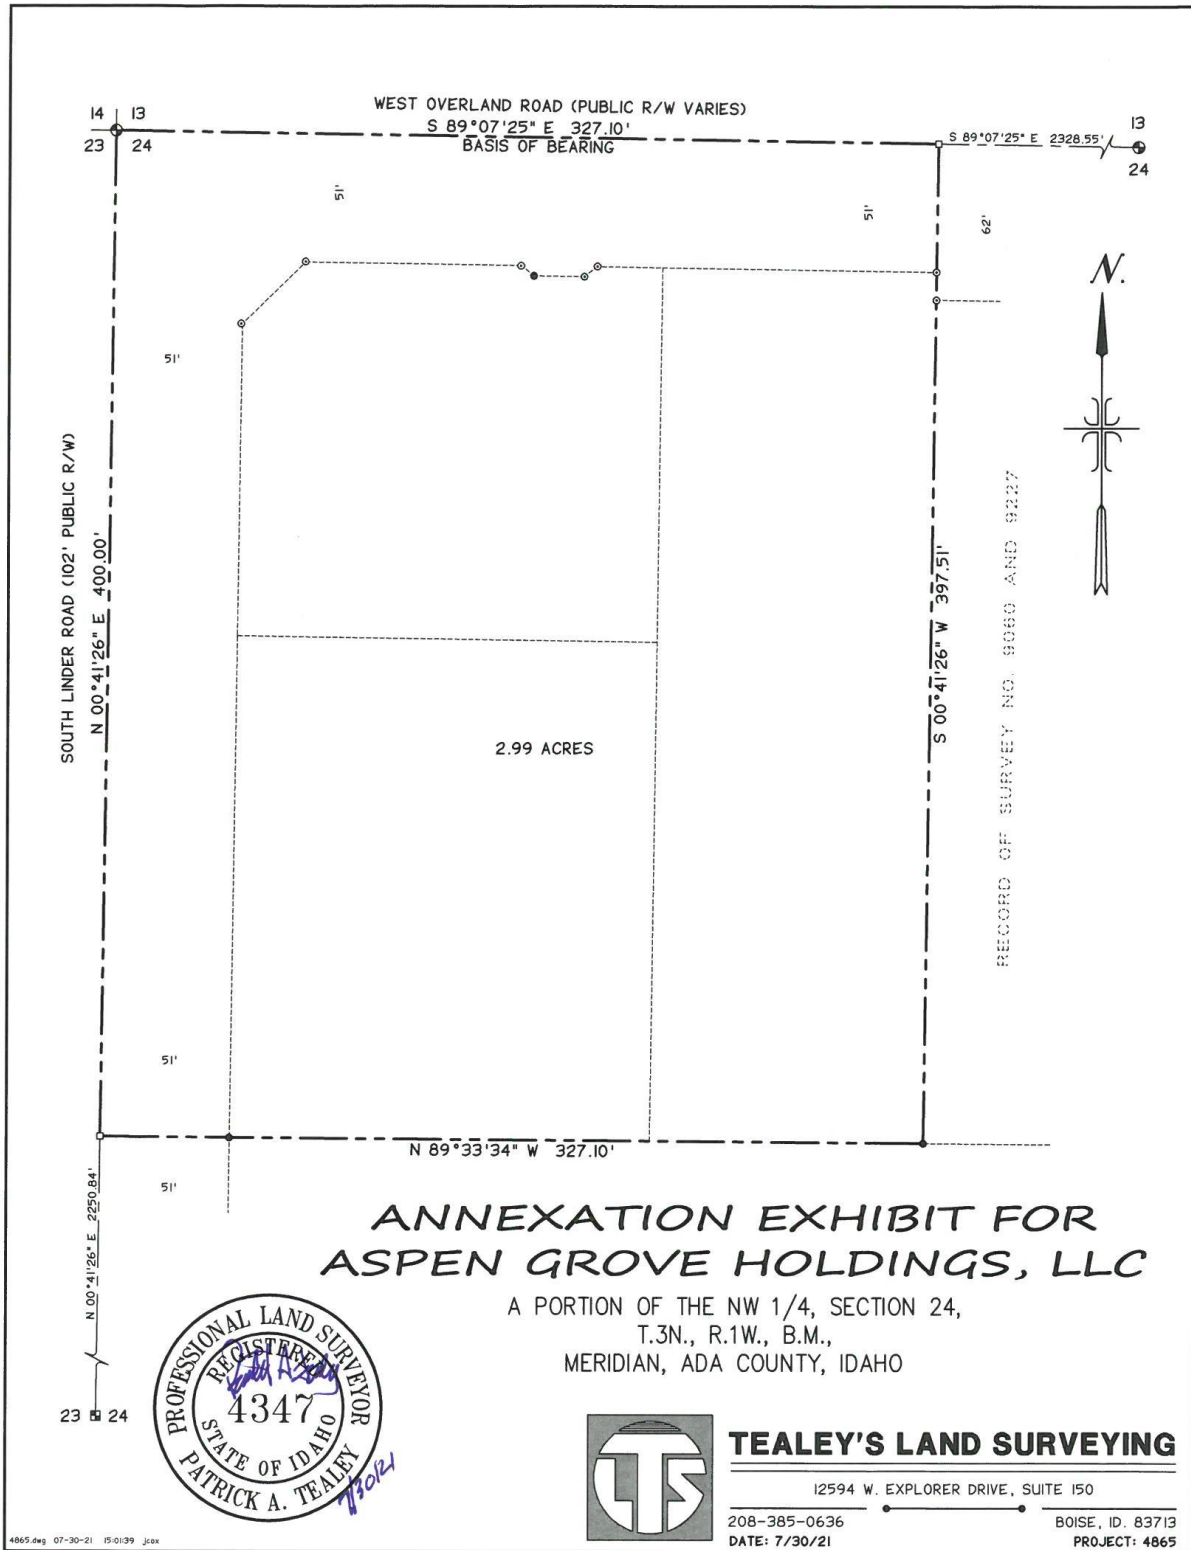 WEST OVERLAND ROAD (PUBLIC R/W VARIES)
S 89°07'25" E 327.10'
BASIS OF BEARING
14 13
23 24
S 89°07'25" E 2328.55'
13
24
51'
51'
62'
N.
51'
SOUTH LINDER ROAD (102' PUBLIC R/W)
N 00°41'26" E 400.00'
S 00°41'26" W 397.51'
RECORD OF SURVEY NO. 9060 AND 9227
2.99 ACRES
51'
N 89°33'34" W 327.10'
51'
N 00°41'26" E 2250.84'
23 24
ANNEXATION EXHIBIT FOR
ASPEN GROVE HOLDINGS, LLC
A PORTION OF THE NW 1/4, SECTION 24,
T.3N., R.1W., B.M.,
MERIDIAN, ADA COUNTY, IDAHO
PROFESSIONAL LAND SURVEYOR
REGISTERED
4347
STATE OF IDAHO
PATRICK A. TEALEY
7/30/21
TLS
TEALEY'S LAND SURVEYING
12594 W. EXPLORER DRIVE, SUITE 150
208-385-0636
BOISE, ID. 83713
DATE: 7/30/21
PROJECT: 4865
4865.dwg 07-30-21 15:01:39 jcox